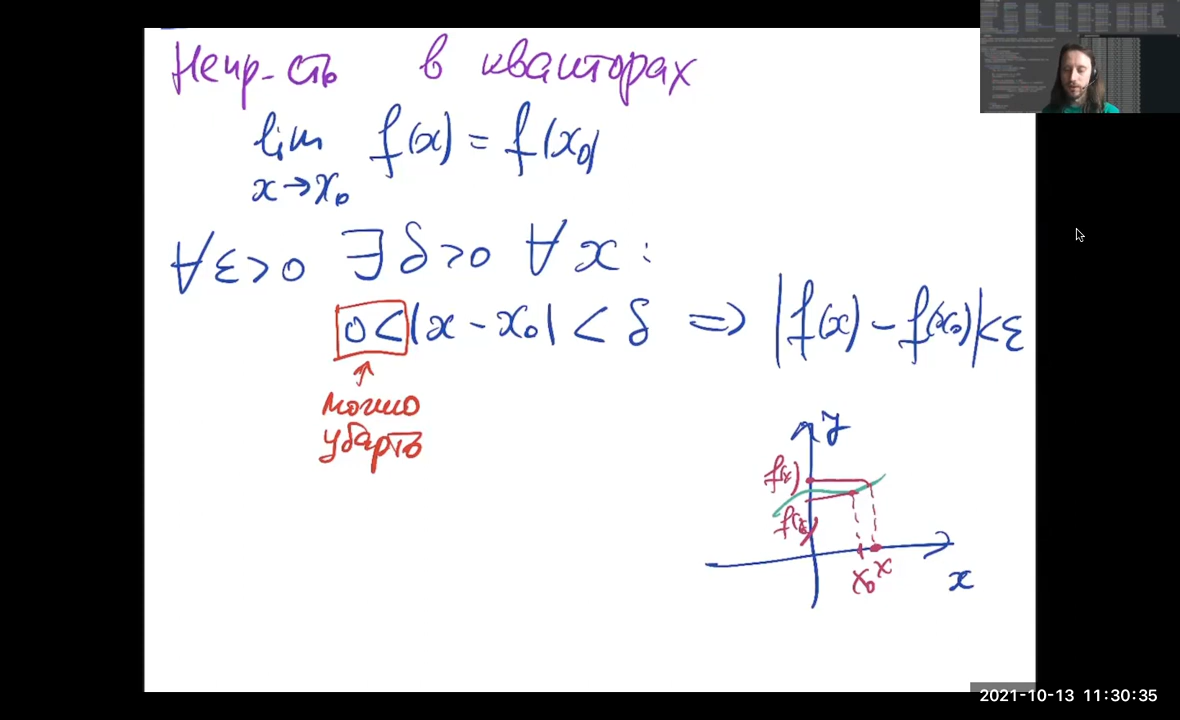 Непр-сть в кванторах
lim f(x) = f(x₀)
x→x₀
∀ε>0 ∃δ>0 ∀x:
0<|x-x₀|<δ ⇒ |f(x)-f(x₀)|<ε
можно
убрать
y
f(x)
f(x₀)
x₀ x
x
2021-10-13 11:30:35